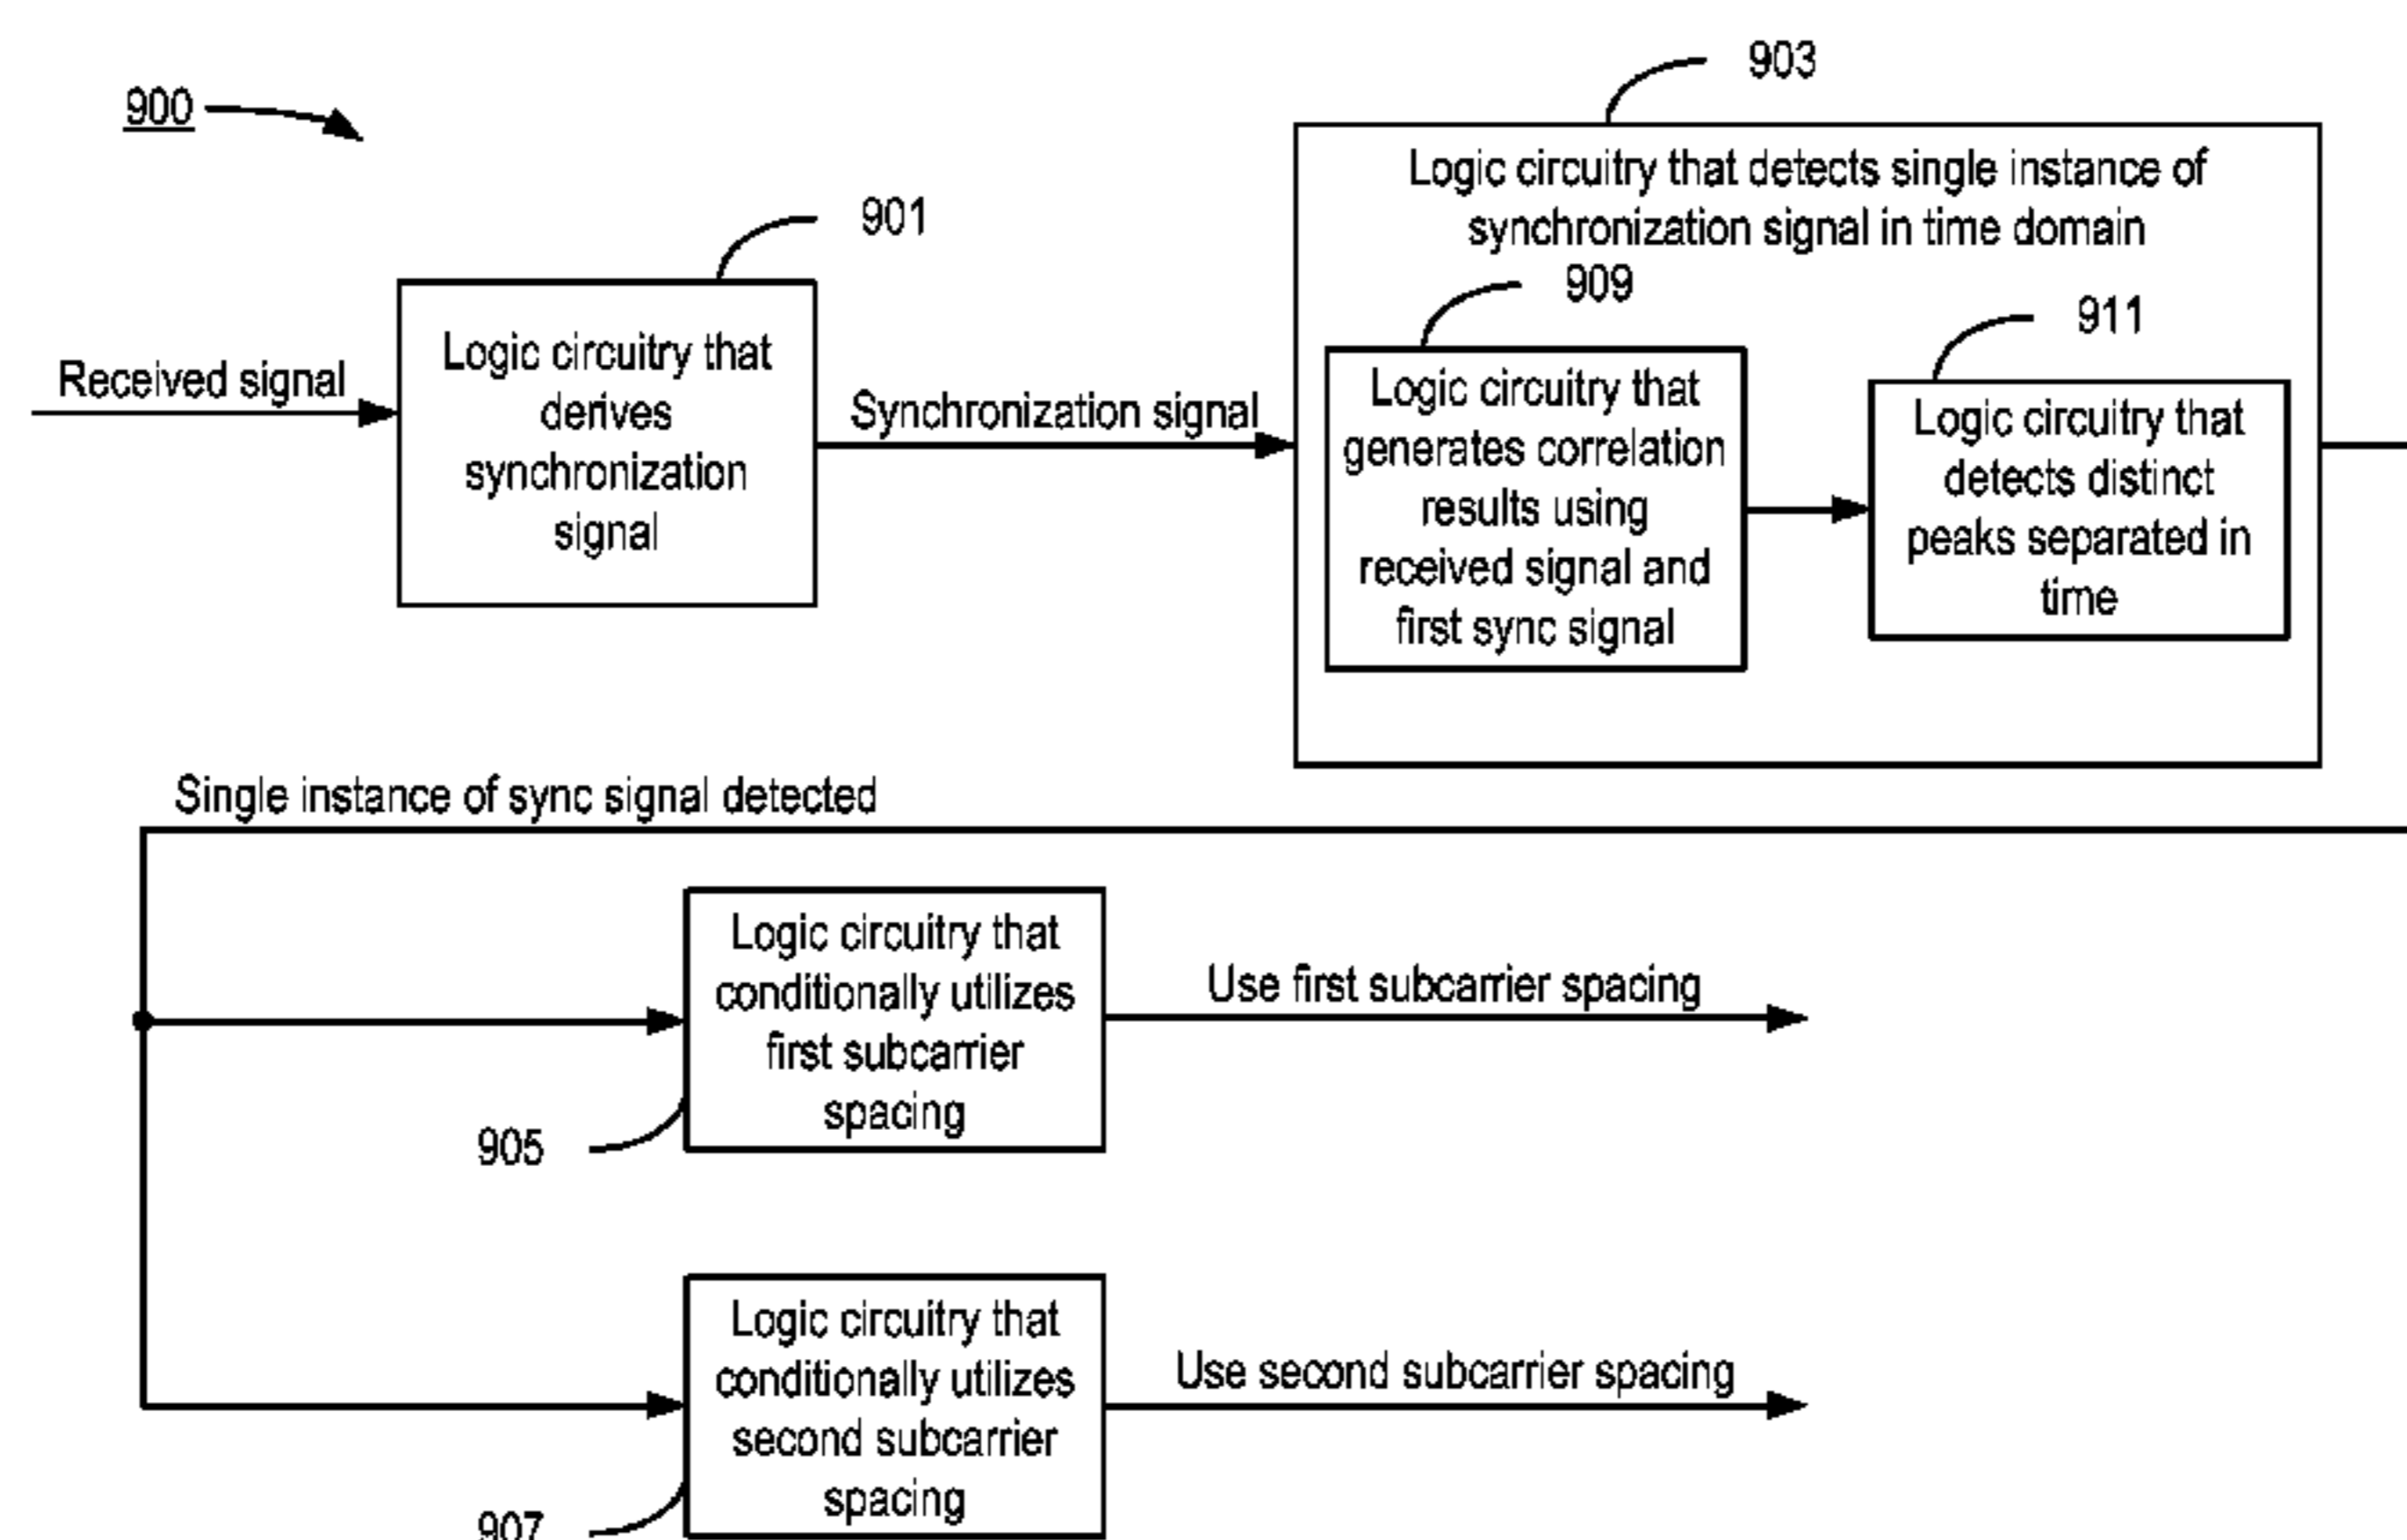 903
900
901
Logic circuitry that detects single instance of
synchronization signal in time domain
909
911
Received signal
Logic circuitry that
derives
synchronization
signal
Synchronization signal
Logic circuitry that
generates correlation
results using
received signal and
first sync signal
Logic circuitry that
detects distinct
peaks separated in
time
Single instance of sync signal detected
Logic circuitry that
conditionally utilizes
first subcarrier
spacing
Use first subcarrier spacing
905
Logic circuitry that
conditionally utilizes
second subcarrier
spacing
Use second subcarrier spacing
907